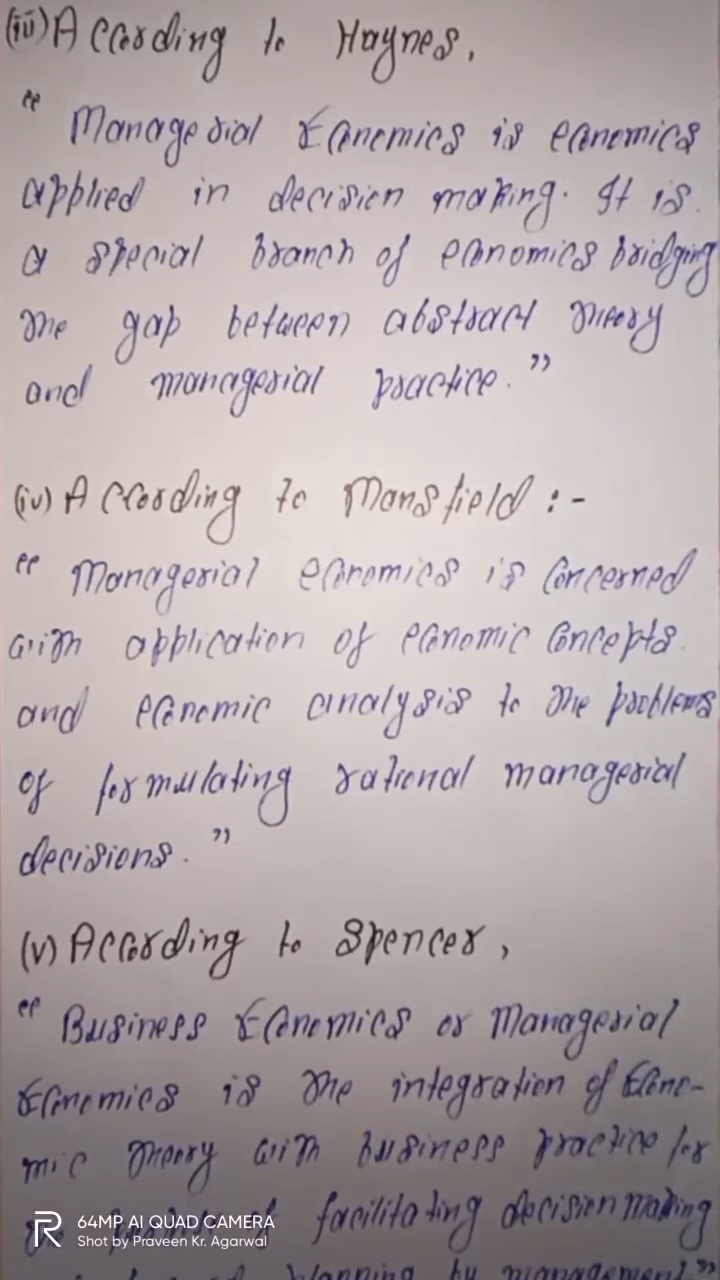 (iii) According to Haynes,
" Managerial Economics is economics
applied in decision making. It is
a special branch of economics bridging
the gap between abstract theory
and managerial practice."
(iv) According to Mansfield :-
" Managerial economics is concerned
with application of economic concepts
and economic analysis to the problems
of formulating rational managerial
decisions."
(v) According to Spencer,
" Business Economics or Managerial
Economics is the integration of Econo-
mic theory with business practice for
facilitating decision making
planning by management"
64MP AI QUAD CAMERA
Shot by Praveen Kr. Agarwal